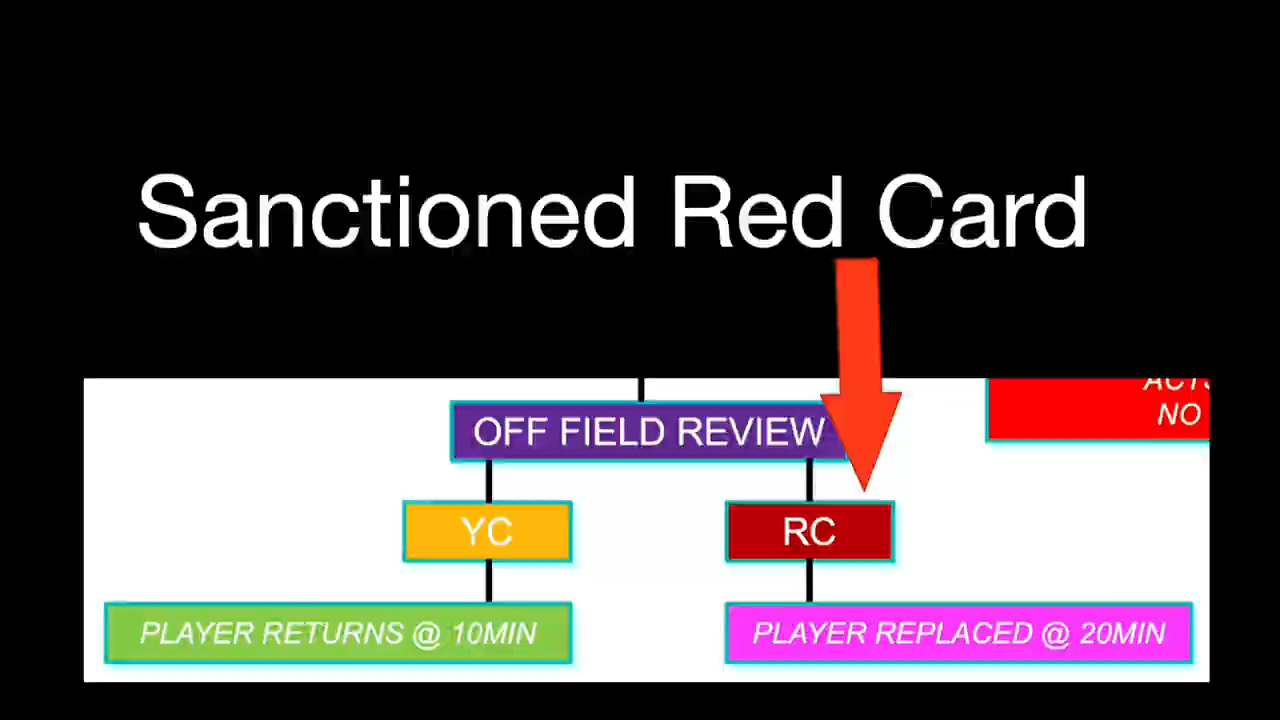 Sanctioned Red Card
NO
OFF FIELD REVIEW
YC
RC
PLAYER RETURNS @ 10MIN
PLAYER REPLACED @ 20MIN